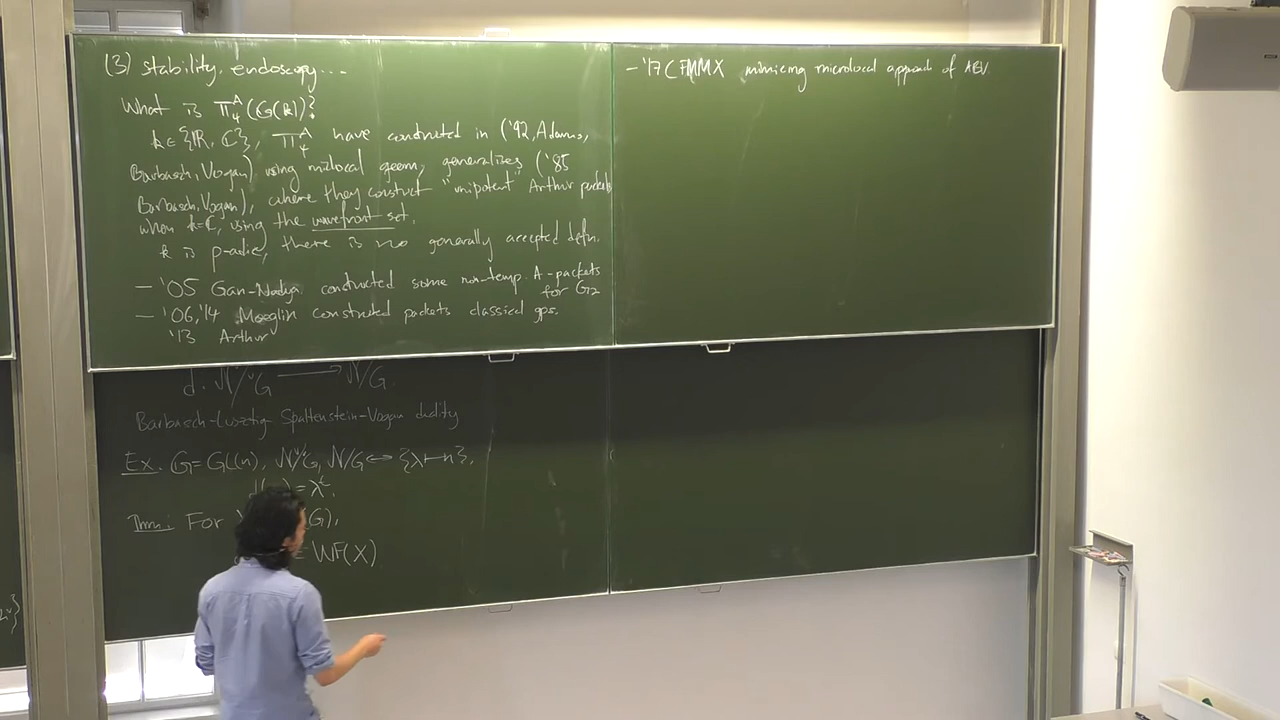 (3) stability, endoscopy...
What is Π^A_ψ(G(k))?
k ∈ {ℝ, ℂ}, Π^A_ψ have constructed in ('92, Adams,
Barbasch, Vogan) using microlocal geom, generalizes ('85
Barbasch, Vogan), where they construct "unipotent" Arthur packets
when k=ℂ, using the wavefront set.
k is p-adic, there is no generally accepted defn.
- '05 Gan- constructed some non-temp. A-packets
for G2
- '06,'14 Moeglin constructed packets classical gps.
'13 Arthur
- '17 CFMMX mimicing microlocal approach of ABV.
d: 𝒩^∨/^∨G ⟶ 𝒩/G.
Barbasch-Lusztig-Spaltenstein-Vogan duality
Ex. G=GL(n), 𝒩^∨/^∨G, 𝒩/G ↔ {λ⊢n},
= λ^t.
Thm: For G),
= WF(X)